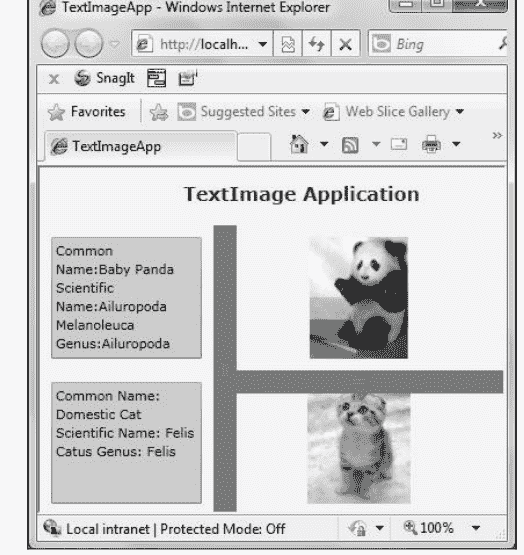 TextImageApp - Windows Internet Explorer
http://localh...
Bing
x SnagIt
Favorites Suggested Sites Web Slice Gallery
TextImageApp
TextImage Application
Common
Name:Baby Panda
Scientific
Name:Ailuropoda
Melanoleuca
Genus:Ailuropoda
Common Name:
Domestic Cat
Scientific Name: Felis
Catus Genus: Felis
Local intranet | Protected Mode: Off
100%